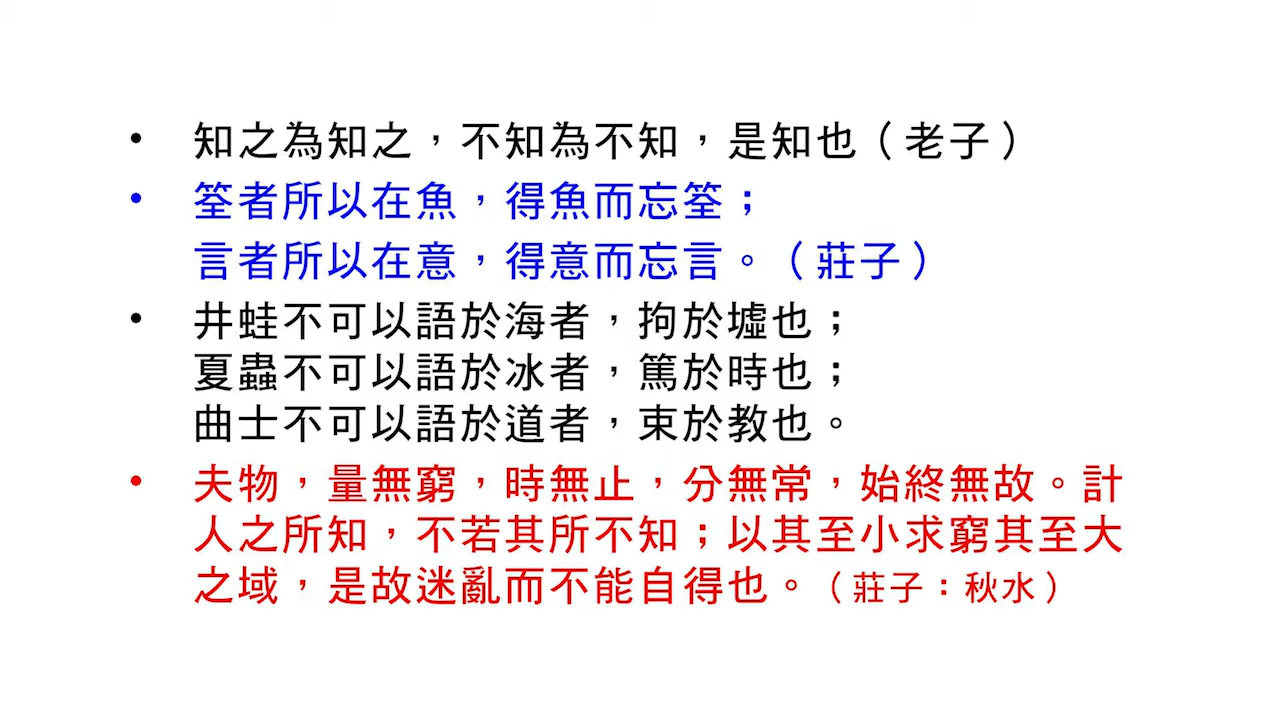 • 知之為知之，不知為不知，是知也（老子）
• 筌者所以在魚，得魚而忘筌；
言者所以在意，得意而忘言。（莊子）
• 井蛙不可以語於海者，拘於墟也；
夏蟲不可以語於冰者，篤於時也；
曲士不可以語於道者，束於教也。
• 夫物，量無窮，時無止，分無常，始終無故。計
人之所知，不若其所不知；以其至小求窮其至大
之域，是故迷亂而不能自得也。（莊子：秋水）